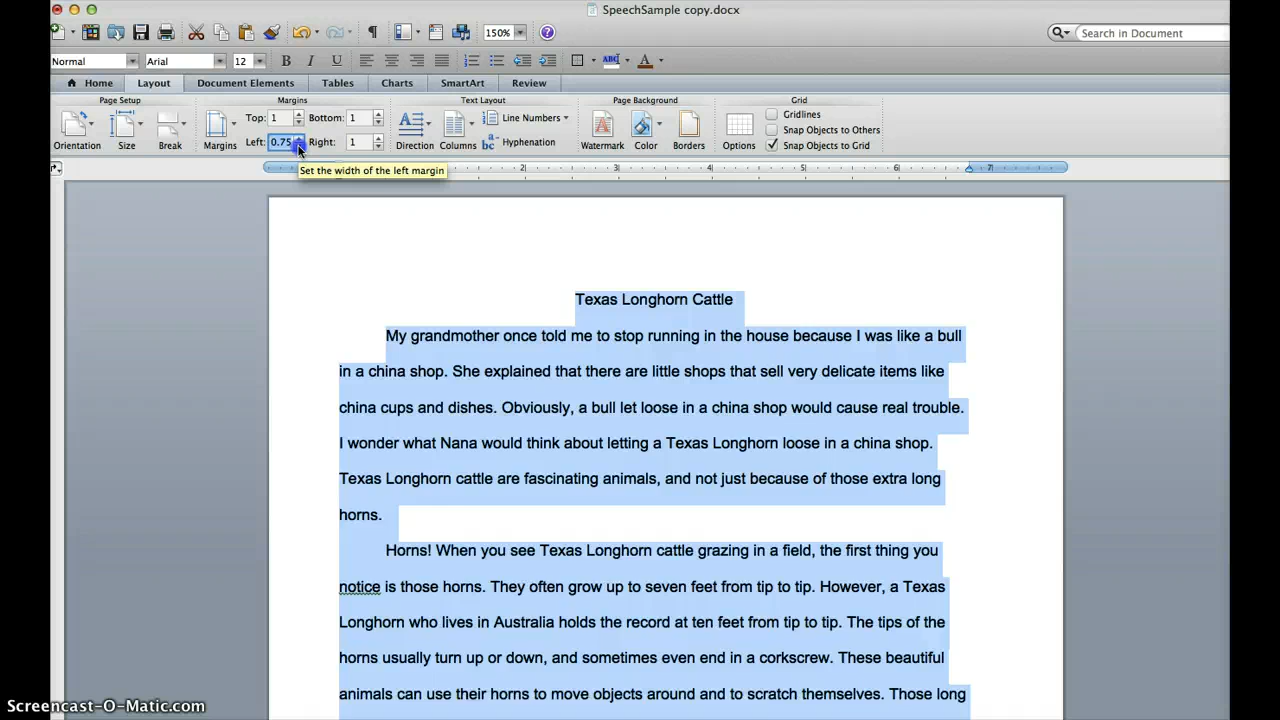 SpeechSample copy.docx
150%
Search in Document
Normal Arial 12 B I U ABC A
Home Layout Document Elements Tables Charts SmartArt Review
Page Setup Margins Text Layout Page Background Grid
Top: 1 Bottom: 1 Line Numbers Gridlines
Snap Objects to Others
Left: 0.75 Right: 1 Hyphenation Snap Objects to Grid
Orientation Size Break Margins Direction Columns Watermark Color Borders Options
Set the width of the left margin
2 3 4 5 6 7
Texas Longhorn Cattle
My grandmother once told me to stop running in the house because I was like a bull
in a china shop. She explained that there are little shops that sell very delicate items like
china cups and dishes. Obviously, a bull let loose in a china shop would cause real trouble.
I wonder what Nana would think about letting a Texas Longhorn loose in a china shop.
Texas Longhorn cattle are fascinating animals, and not just because of those extra long
horns.
Horns! When you see Texas Longhorn cattle grazing in a field, the first thing you
notice is those horns. They often grow up to seven feet from tip to tip. However, a Texas
Longhorn who lives in Australia holds the record at ten feet from tip to tip. The tips of the
horns usually turn up or down, and sometimes even end in a corkscrew. These beautiful
animals can use their horns to move objects around and to scratch themselves. Those long
Screencast-O-Matic.com